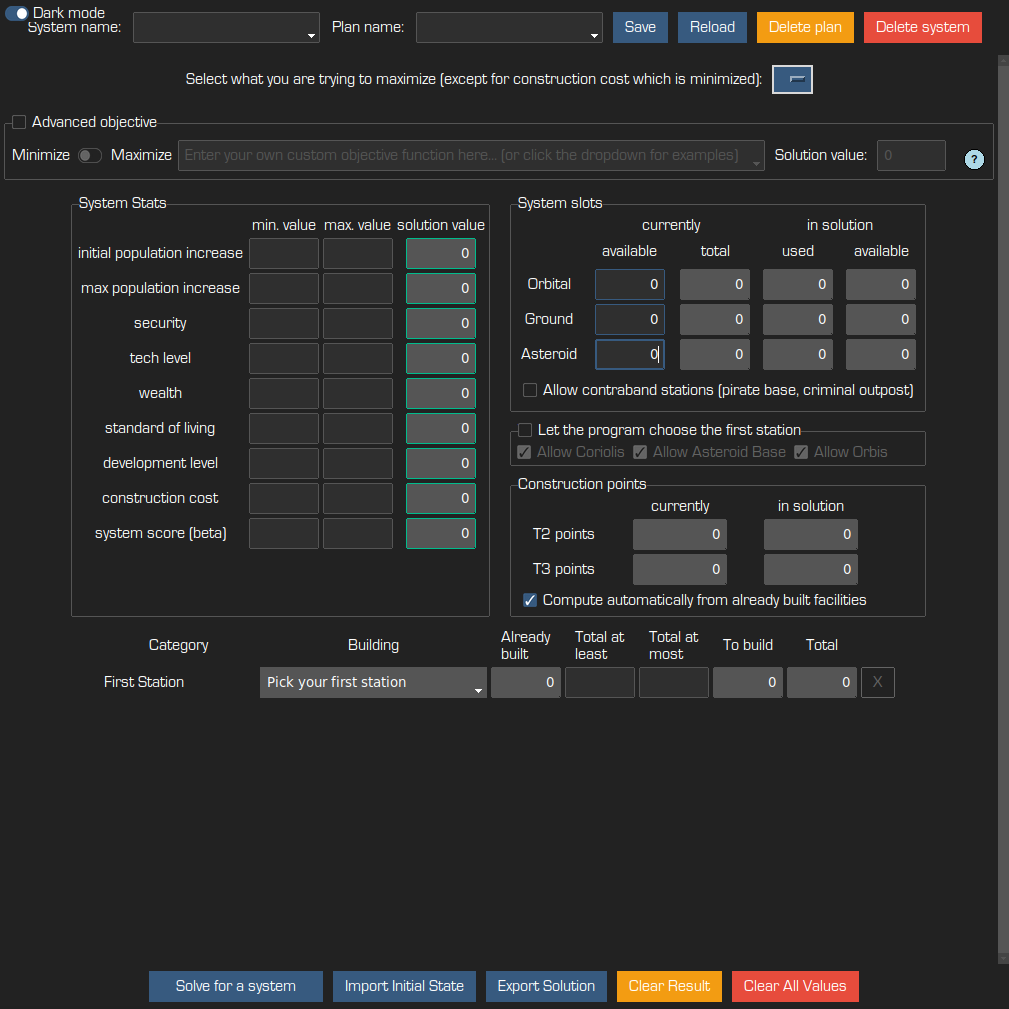 Dark mode
System name: Plan name: Save Reload Delete plan Delete system
Select what you are trying to maximize (except for construction cost which is minimized):
Advanced objective
Minimize Maximize Enter your own custom objective function here... (or click the dropdown for examples) Solution value: 0 ?
System Stats
min. value max. value solution value
initial population increase 0
max population increase 0
security 0
tech level 0
wealth 0
standard of living 0
development level 0
construction cost 0
system score (beta) 0
System slots
currently in solution
available total used available
Orbital 0 0 0 0
Ground 0 0 0 0
Asteroid 0 0 0 0
Allow contraband stations (pirate base, criminal outpost)
Let the program choose the first station
Allow Coriolis Allow Asteroid Base Allow Orbis
Construction points
currently in solution
T2 points 0 0
T3 points 0 0
Compute automatically from already built facilities
Category Building Already built Total at least Total at most To build Total
First Station Pick your first station 0 0 0 X
Solve for a system Import Initial State Export Solution Clear Result Clear All Values